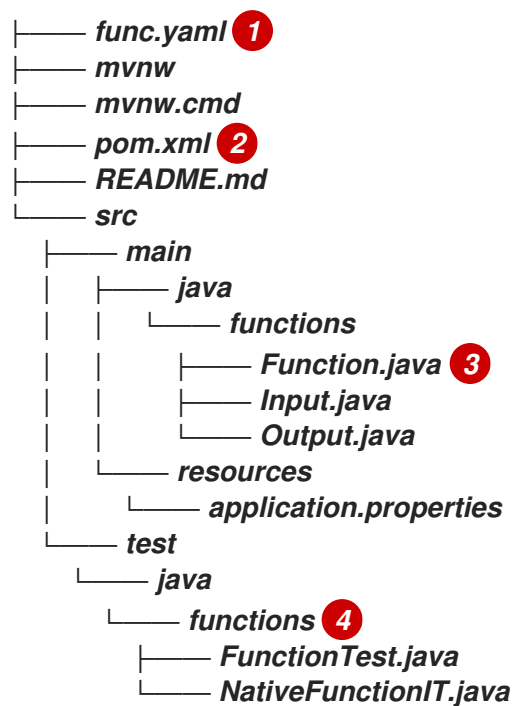 ├──── func.yaml 1
├──── mvnw
├──── mvnw.cmd
├──── pom.xml 2
├──── README.md
└──── src
    ├──── main
    │   ├──── java
    │   │   └──── functions
    │   │       ├──── Function.java 3
    │   │       ├──── Input.java
    │   │       └──── Output.java
    │   └──── resources
    │       └──── application.properties
    └──── test
        └──── java
            └──── functions 4
                ├──── FunctionTest.java
                └──── NativeFunctionIT.java